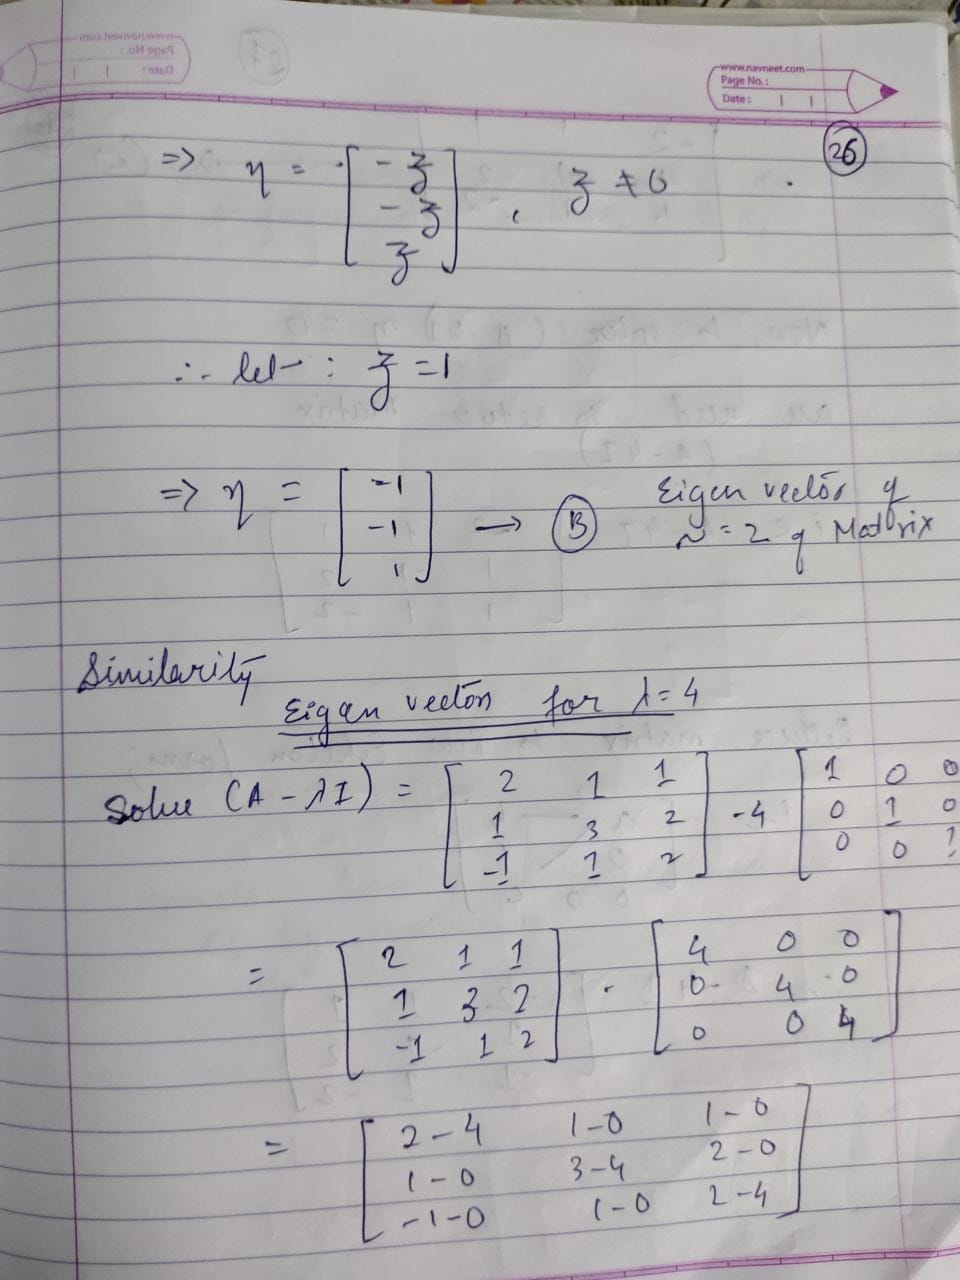 www.navneet.com
Page No.:
Date:
26
=> η = [ -z
-z
z ] , z ≠ 0
∴ let : z = 1
=> η = [ -1
-1
1 ] → B Eigen vector of
= 2 of Matrix
Similarity
Eigen vector for λ = 4
Solve (A - λI) = [ 2 1 1
1 3 2
-1 1 2 ] -4 [ 1 0 0
0 1 0
0 0 1
= [ 2 1 1
1 3 2
-1 1 2 ] - [ 4 0 0
0 4 0
0 0 4 ]
= [ 2-4 1-0 1-0
1-0 3-4 2-0
-1-0 1-0 2-4 ]